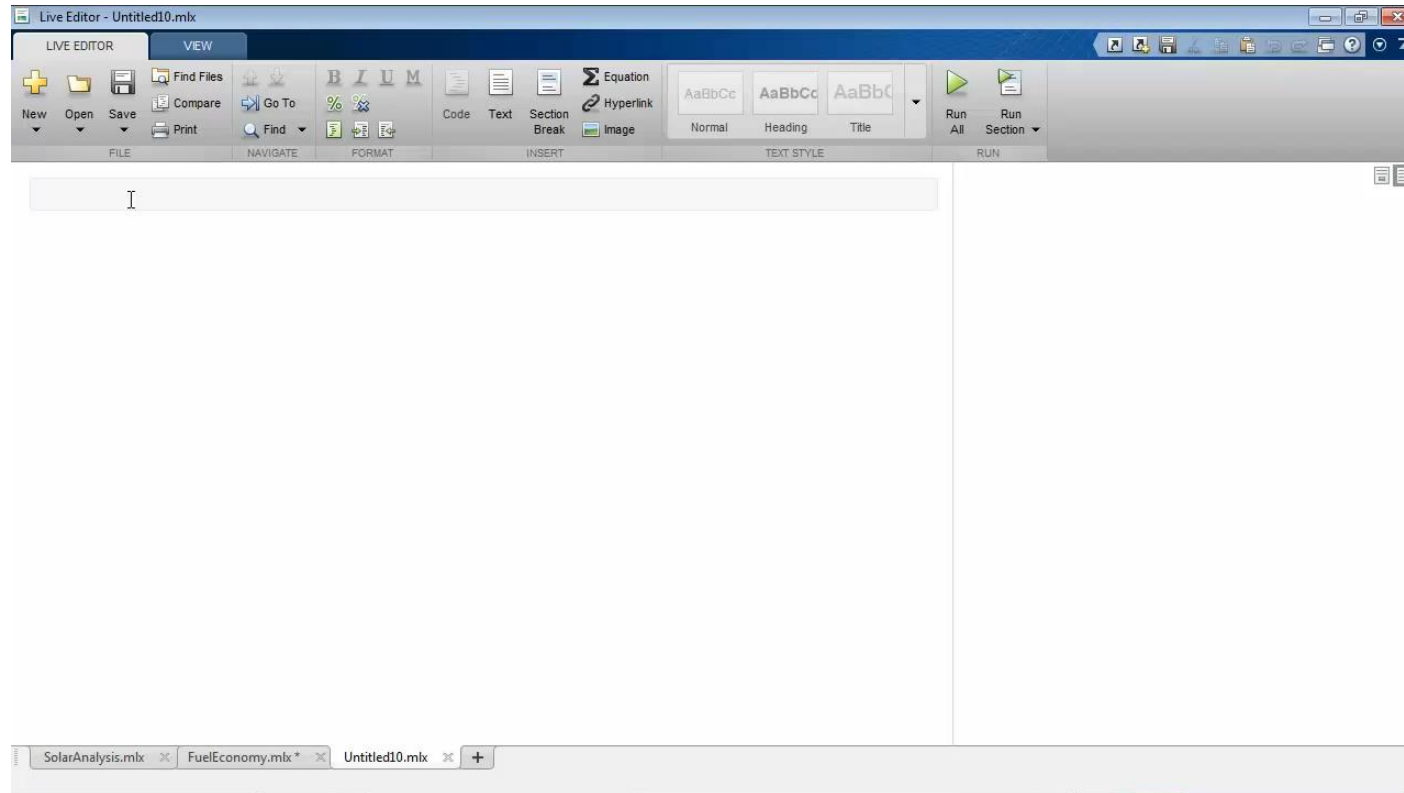 Live Editor - Untitled10.mlx
LIVE EDITOR
VIEW
New
Open
Save
Find Files
Compare
Print
FILE
Go To
Find
NAVIGATE
B I U M
FORMAT
Code
Text
Section
Break
Equation
Hyperlink
Image
INSERT
AaBbCc
Normal
AaBbCc
Heading
AaBbC
Title
TEXT STYLE
Run
All
Run
Section
RUN
SolarAnalysis.mlx
FuelEconomy.mlx *
Untitled10.mlx